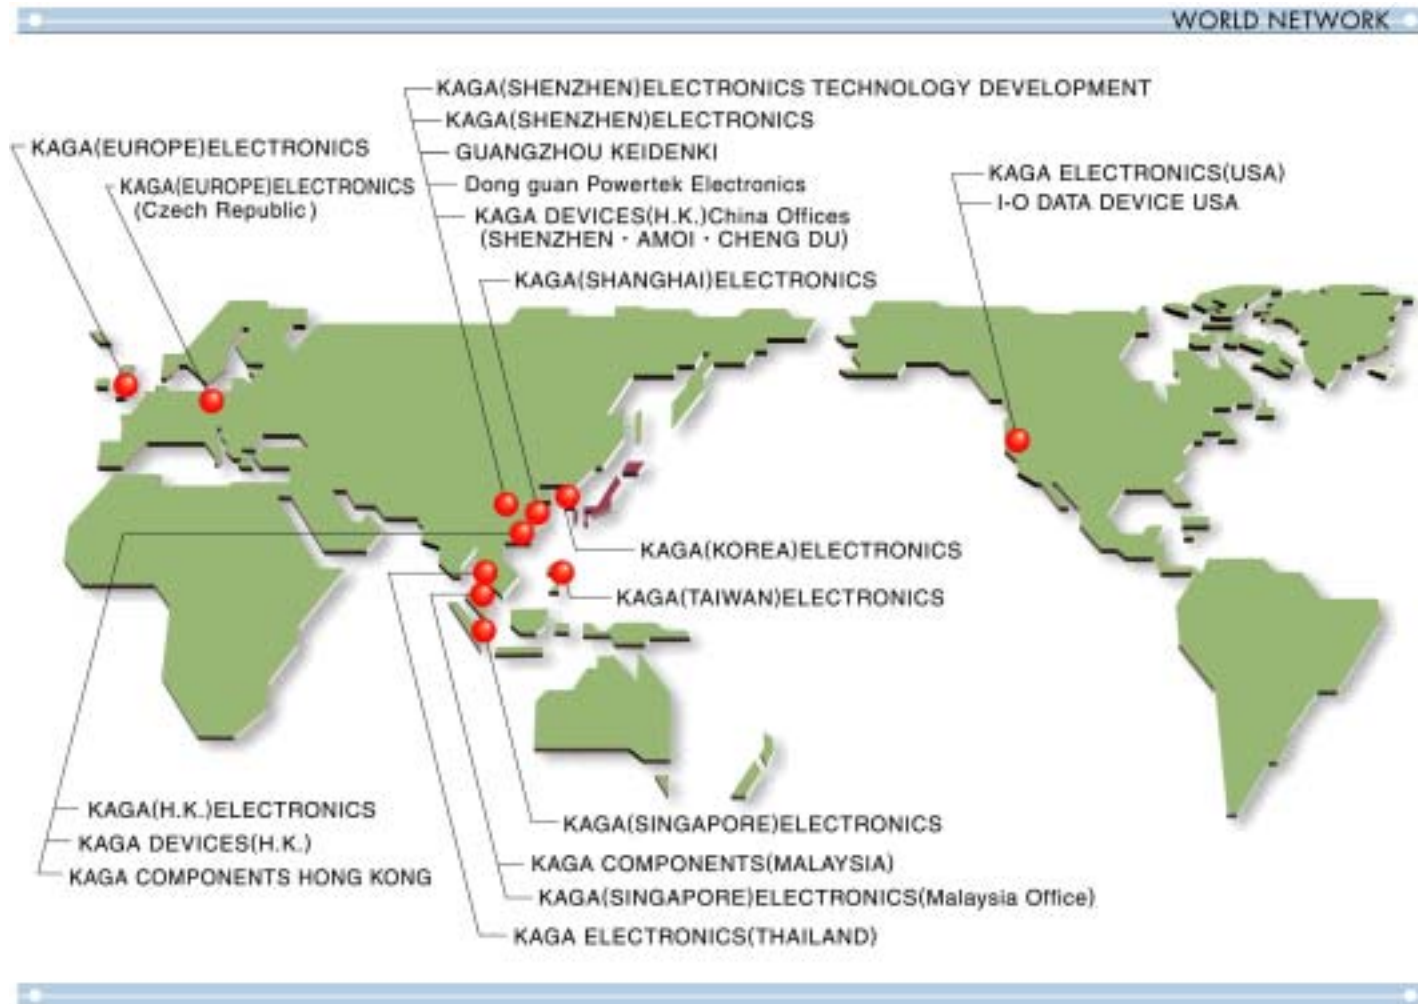 WORLD NETWORK
KAGA(SHENZHEN)ELECTRONICS TECHNOLOGY DEVELOPMENT
KAGA(SHENZHEN)ELECTRONICS
GUANGZHOU KEIDENKI
Dong guan Powertek Electronics
KAGA DEVICES(H.K.)China Offices
(SHENZHEN・AMOI・CHENG DU)
KAGA(SHANGHAI)ELECTRONICS
KAGA(EUROPE)ELECTRONICS
KAGA(EUROPE)ELECTRONICS
(Czech Republic)
KAGA ELECTRONICS(USA)
I-O DATA DEVICE USA
KAGA(KOREA)ELECTRONICS
KAGA(TAIWAN)ELECTRONICS
KAGA(H.K.)ELECTRONICS
KAGA DEVICES(H.K.)
KAGA COMPONENTS HONG KONG
KAGA(SINGAPORE)ELECTRONICS
KAGA COMPONENTS(MALAYSIA)
KAGA(SINGAPORE)ELECTRONICS(Malaysia Office)
KAGA ELECTRONICS(THAILAND)